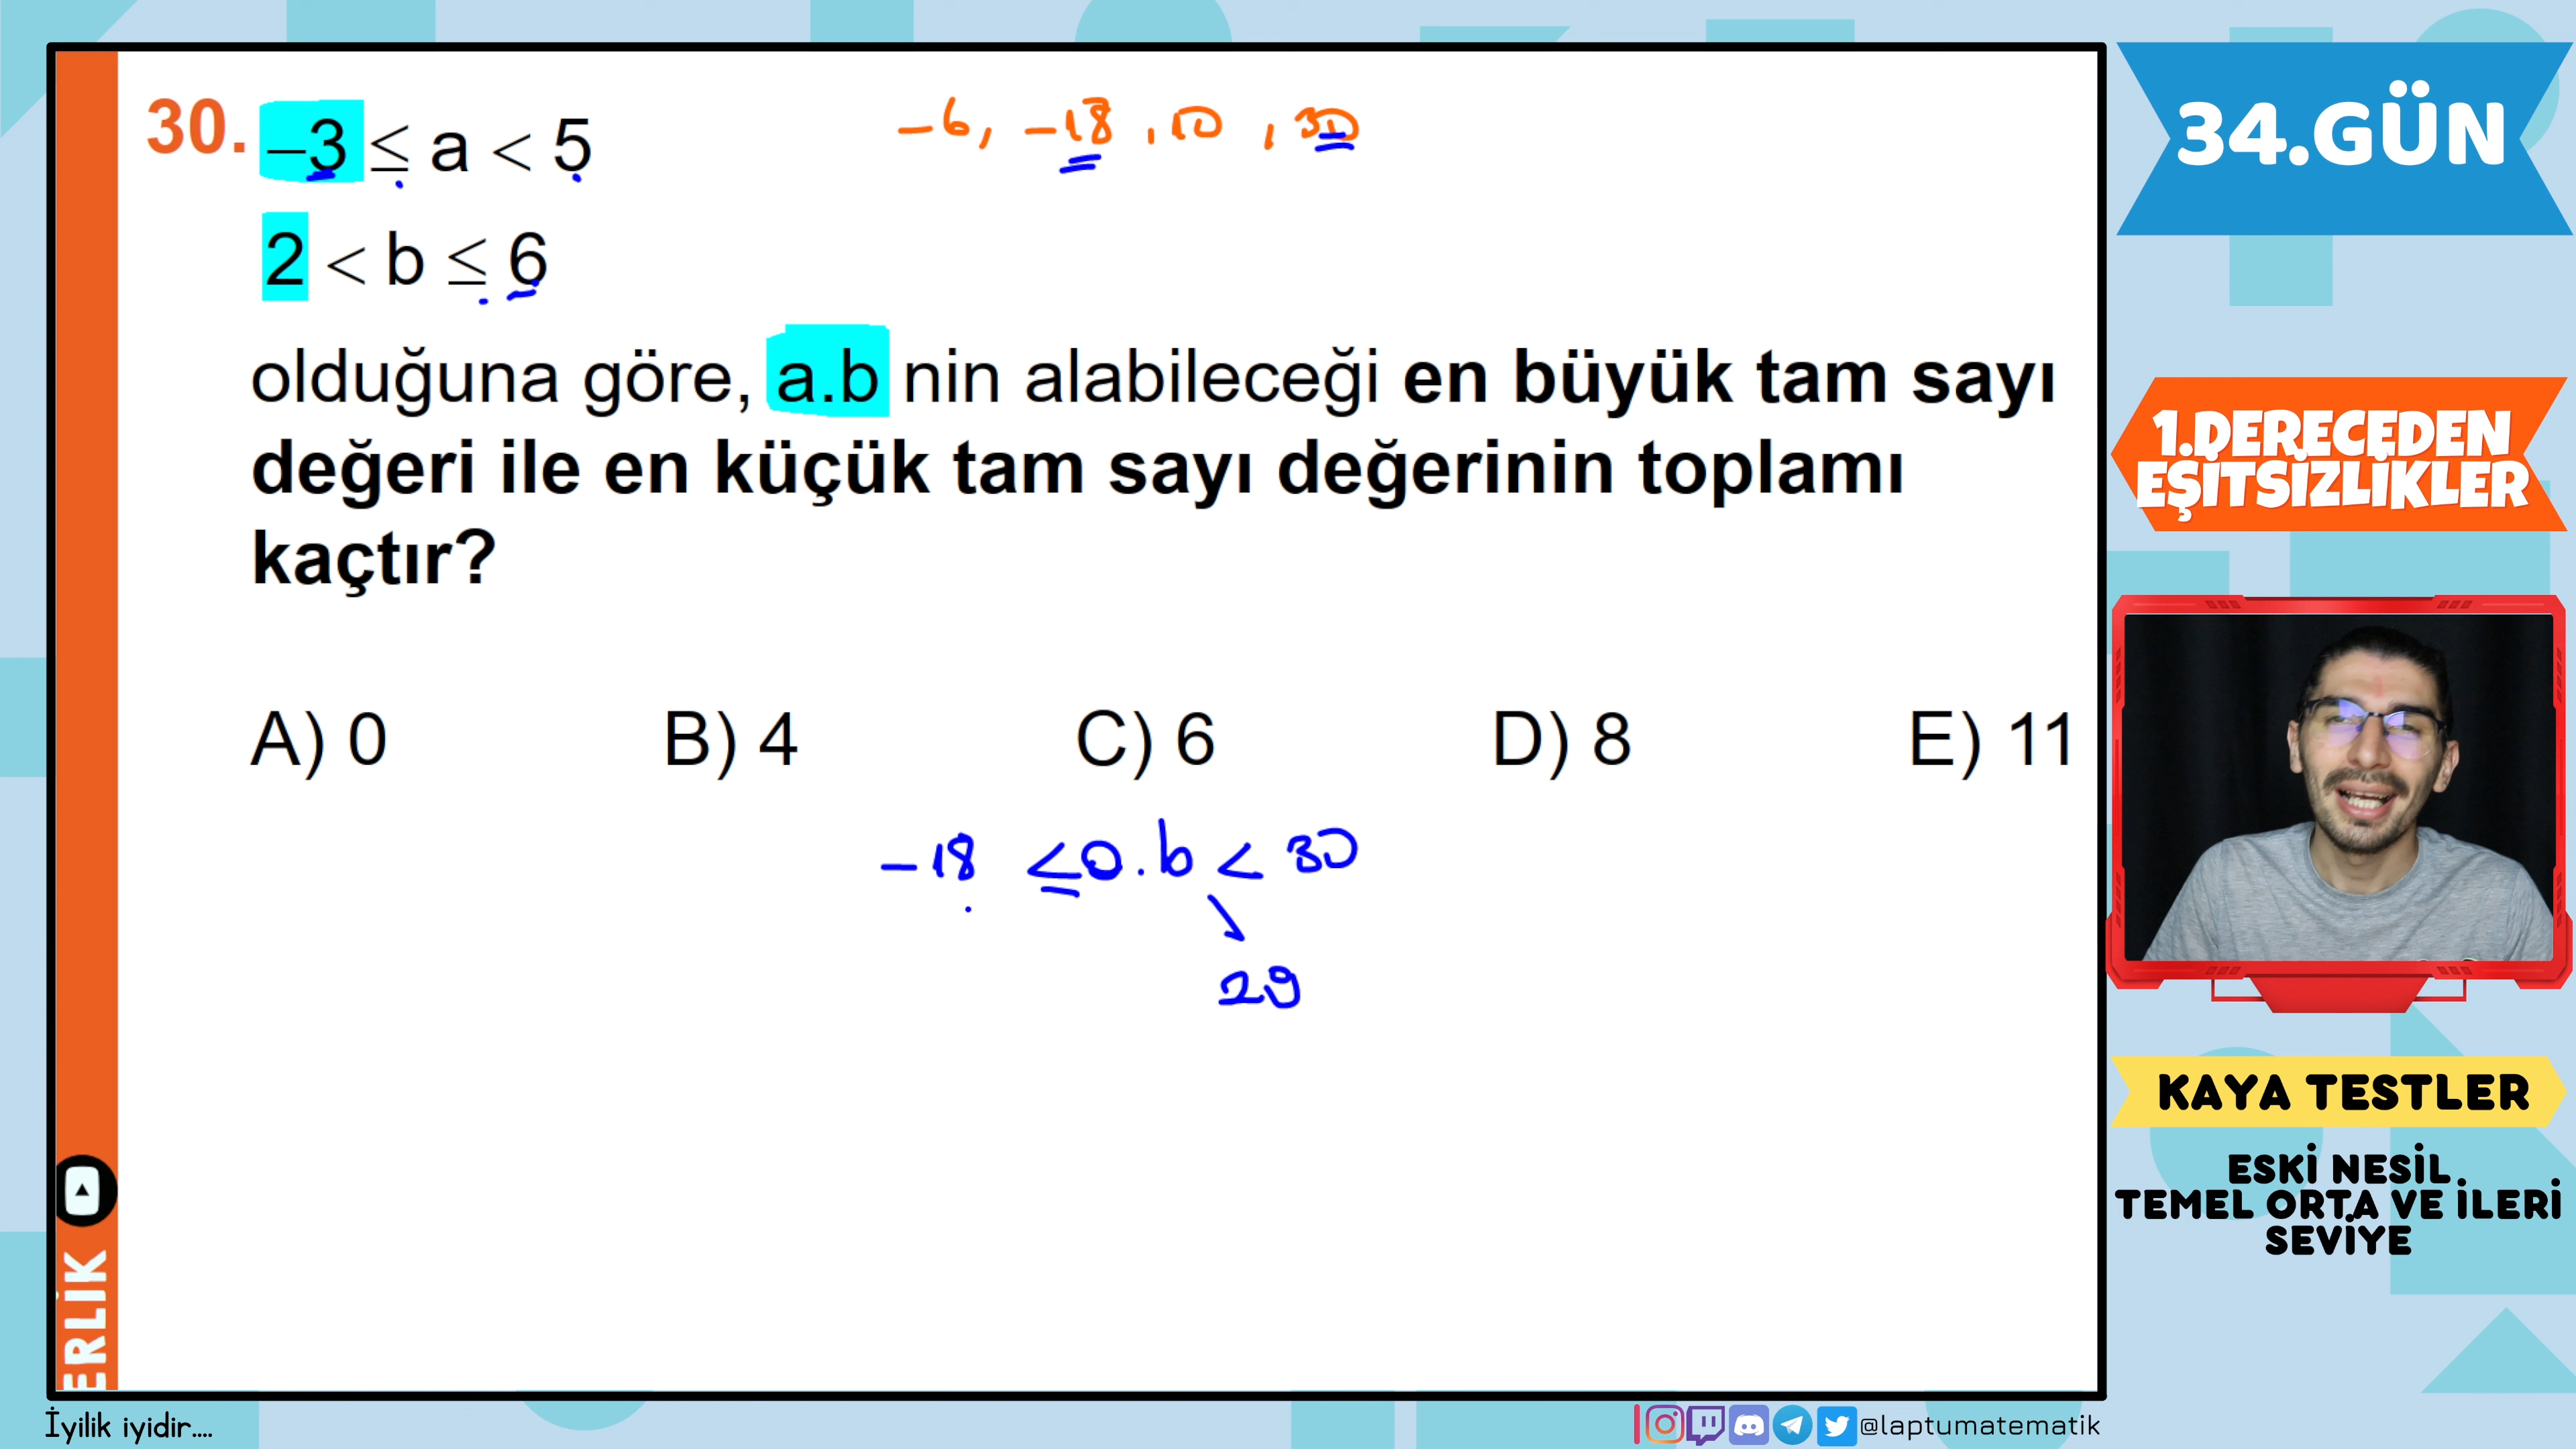 30. –3 ≤ a < 5
-6, -18, 10, 30
2 < b ≤ 6
olduğuna göre, a.b nin alabileceği en büyük tam sayı
değeri ile en küçük tam sayı değerinin toplamı
kaçtır?
A) 0 B) 4 C) 6 D) 8 E) 11
-18 ≤ a.b < 30
29
ERLİK
İyilik iyidir....
@laptumatematik
34.GÜN
1.DERECEDEN
EŞİTSİZLİKLER
KAYA TESTLER
ESKİ NESİL
TEMEL ORTA VE İLERİ
SEVİYE